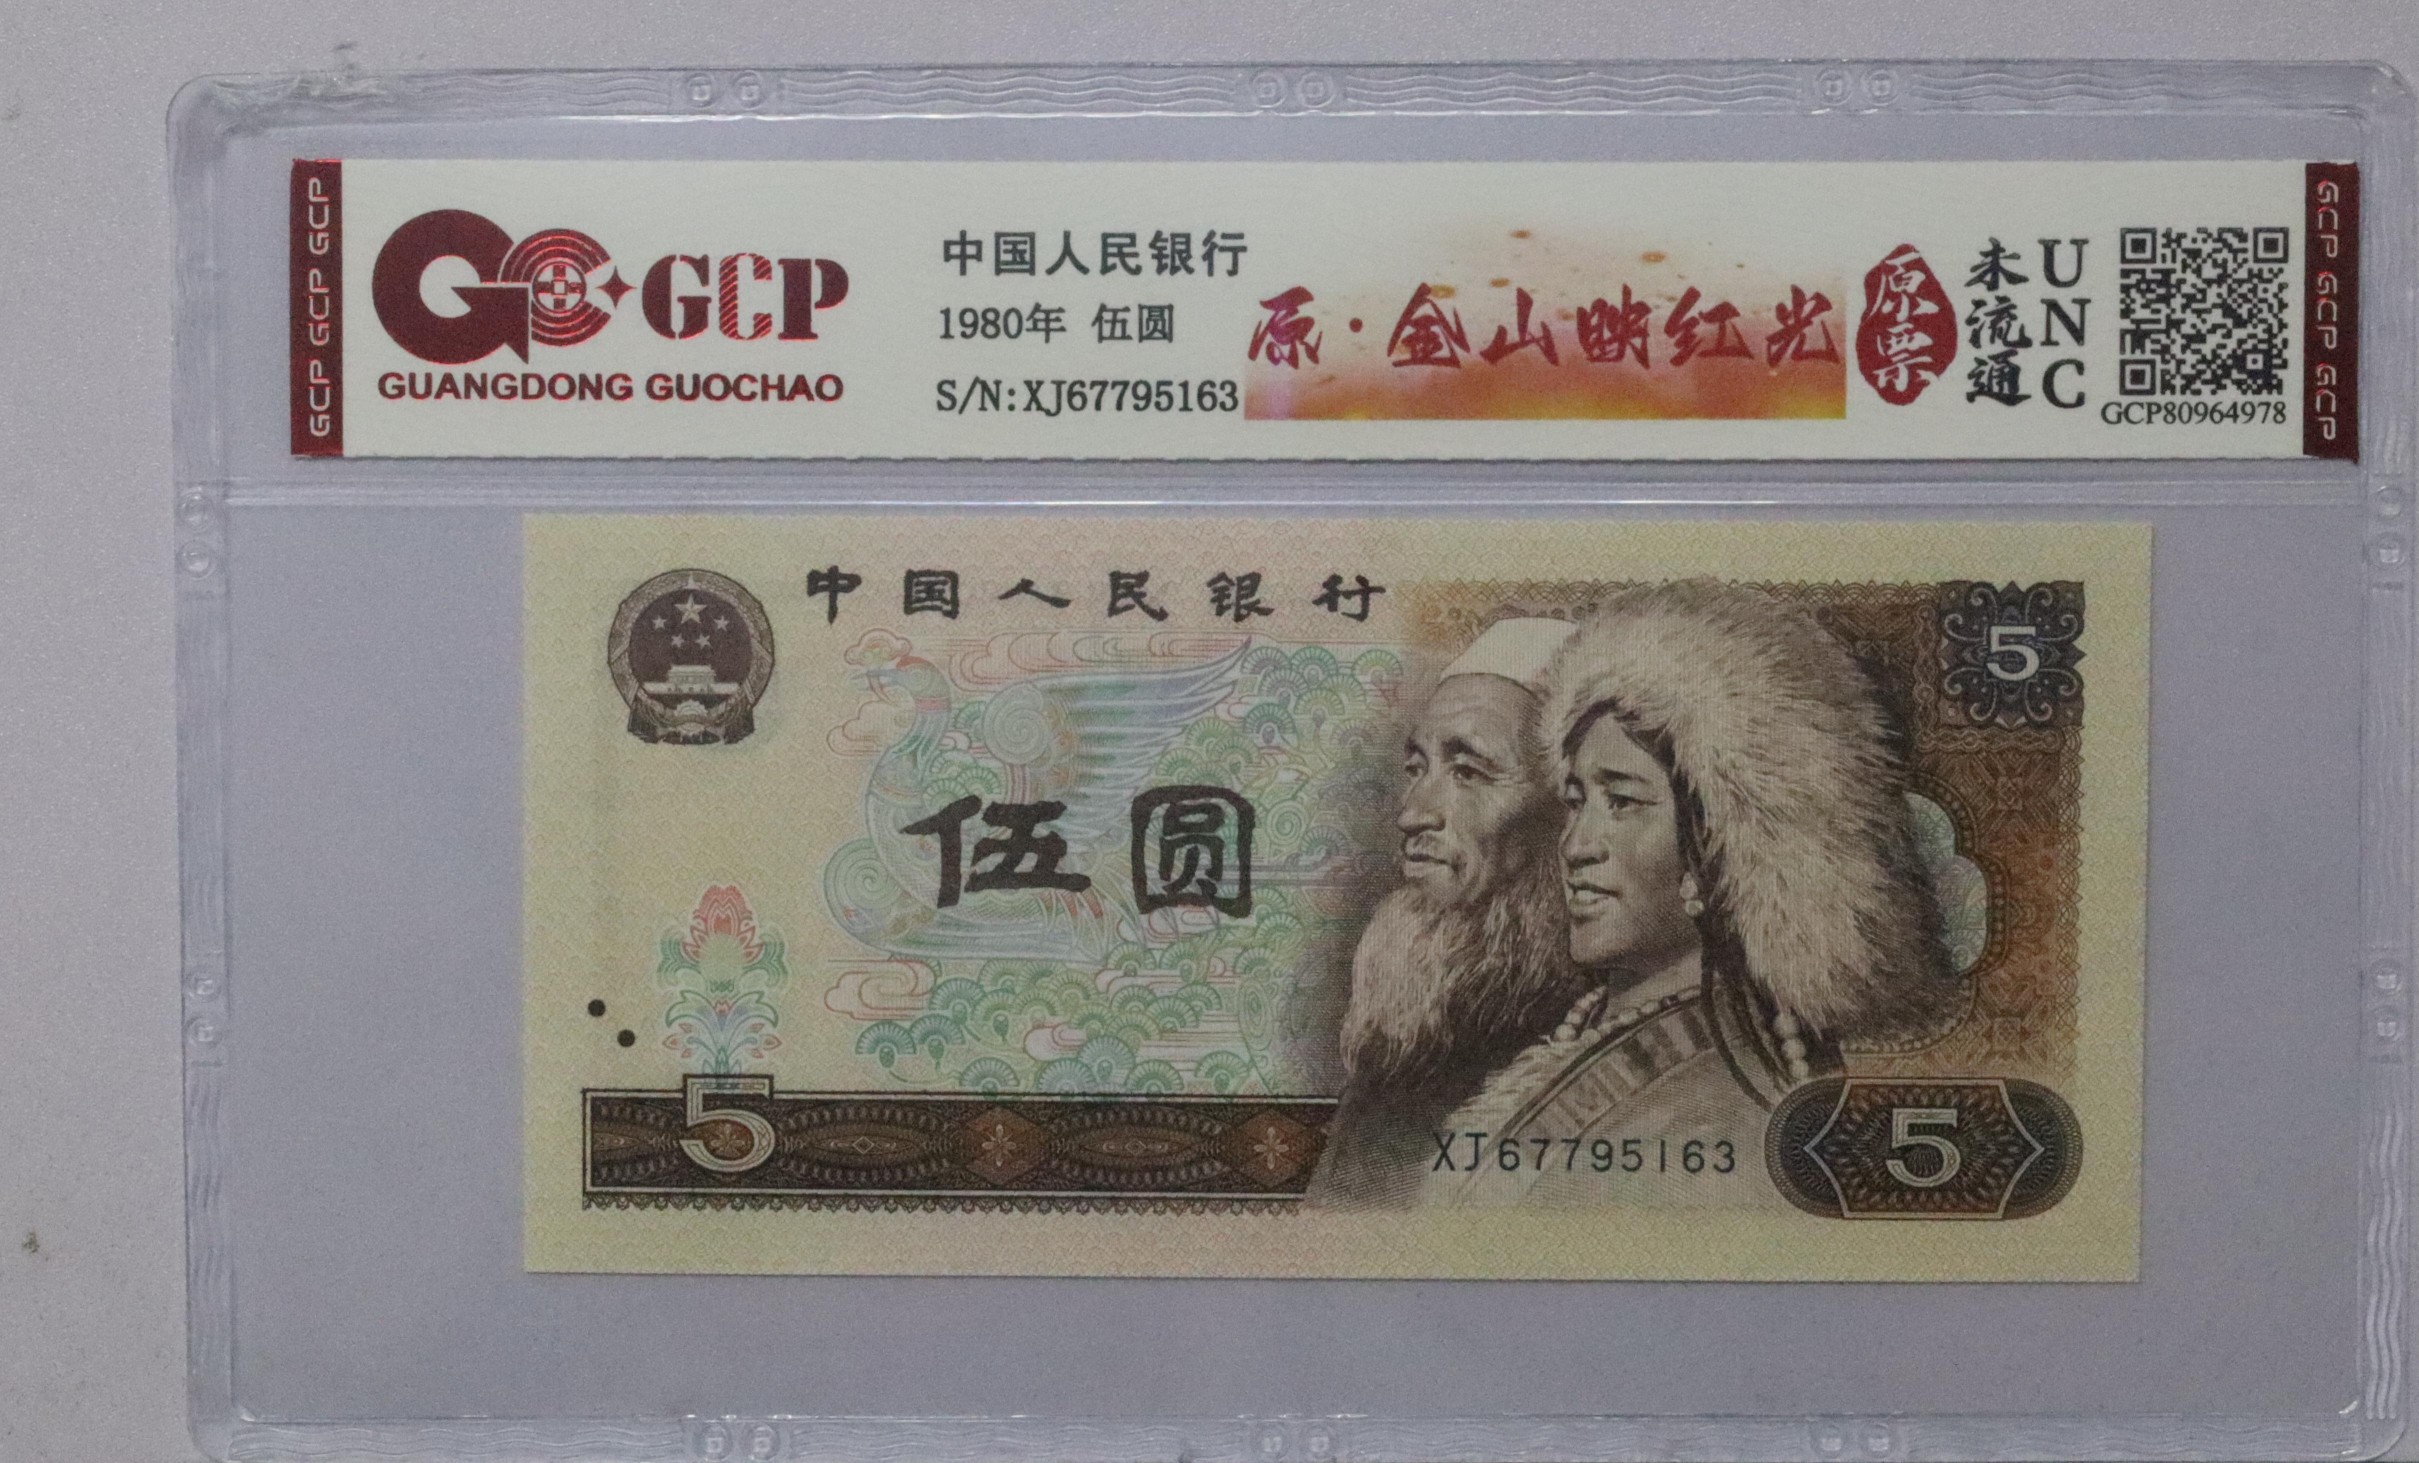 GCP GCP GCP
GCP
GUANGDONG GUOCHAO
中国人民银行
1980年 伍圆
S/N:XJ67795163
原·金山映红光
原票
未流通
UNC
GCP80964978
GCP GCP GCP
中国人民银行
5
伍圆
5
XJ67795163
5